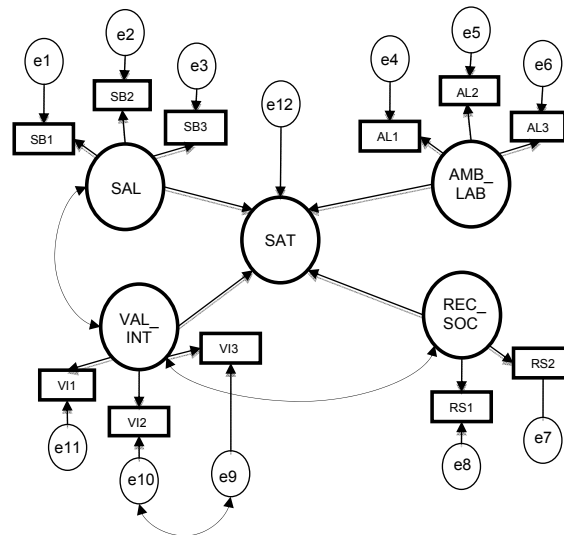 e1
e2
e3
e12
e4
e5
e6
SB1
SB2
SB3
AL1
AL2
AL3
SAL
AMB_
LAB
SAT
VAL_
INT
REC_
SOC
VI1
VI2
VI3
RS1
RS2
e11
e10
e9
e8
e7